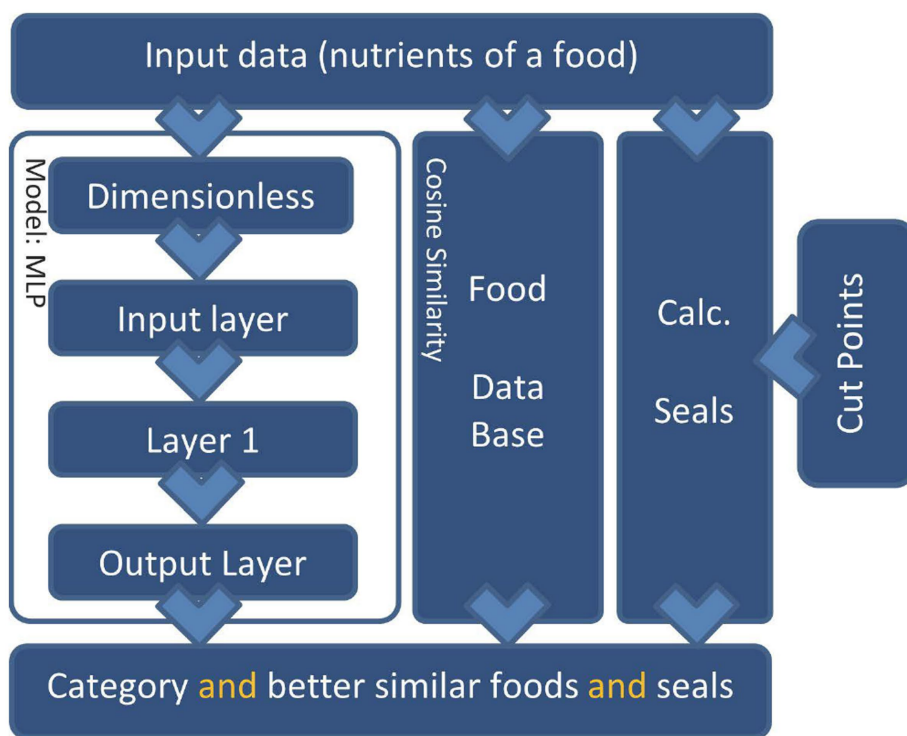 Input data (nutrients of a food)
Model: MLP
Dimensionless
Input layer
Layer 1
Output Layer
Cosine Similarity
Food
Data
Base
Calc.
Seals
Cut Points
Category and better similar foods and seals